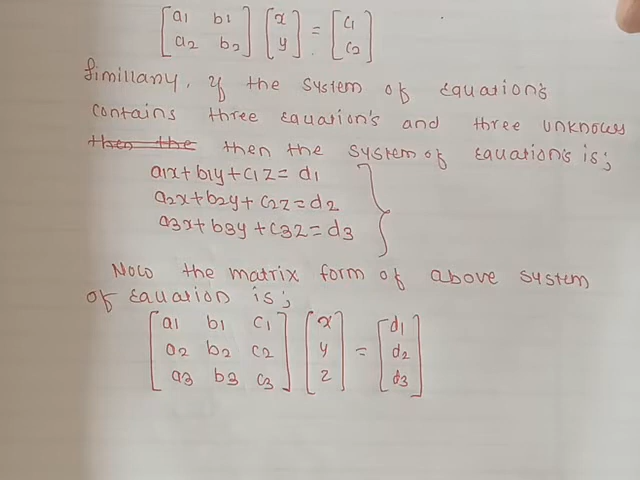 [a1 b1] [x] = [c1]
[a2 b2] [y] [c2]
Simillany, if the system of equation's
contains three equation's and three unknows
then the then the system of equation's is;
a1x + b1y + c1z = d1
a2x + b2y + c2z = d2
a3x + b3y + c3z = d3
Now the matrix form of above system
of equation is;
[a1 b1 c1] [x] [d1]
[a2 b2 c2] [y] = [d2]
[a3 b3 c3] [z] [d3]